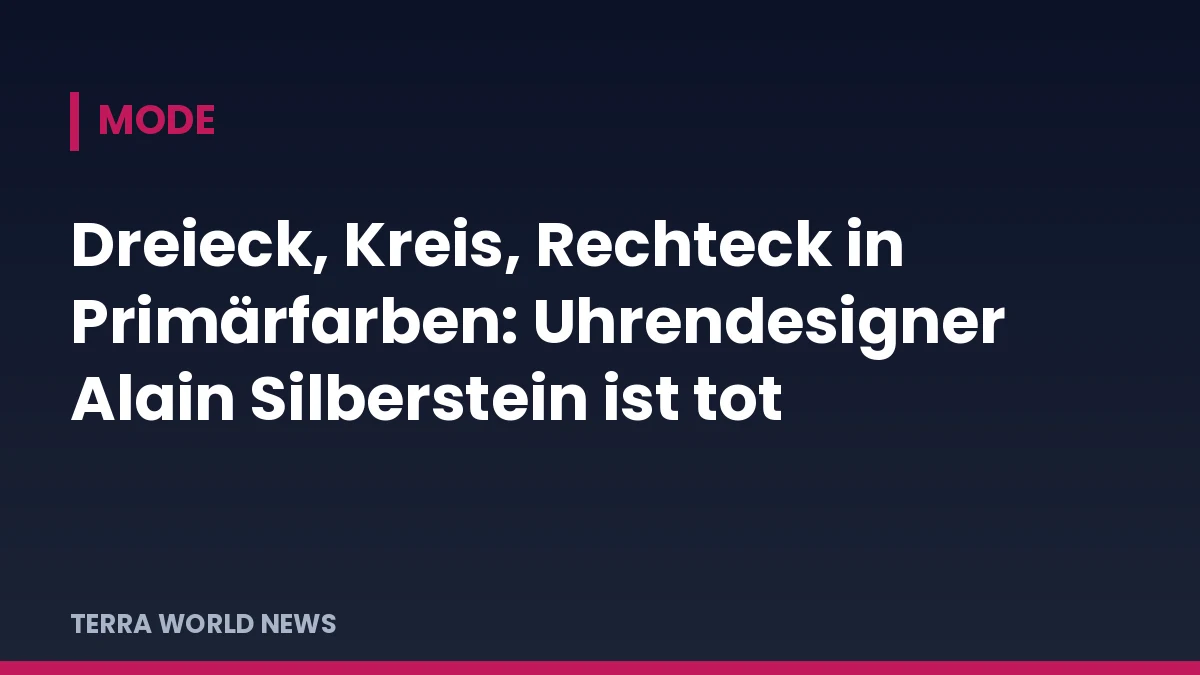 MODE
Dreieck, Kreis, Rechteck in
Primärfarben: Uhrendesigner
Alain Silberstein ist tot
TERRA WORLD NEWS